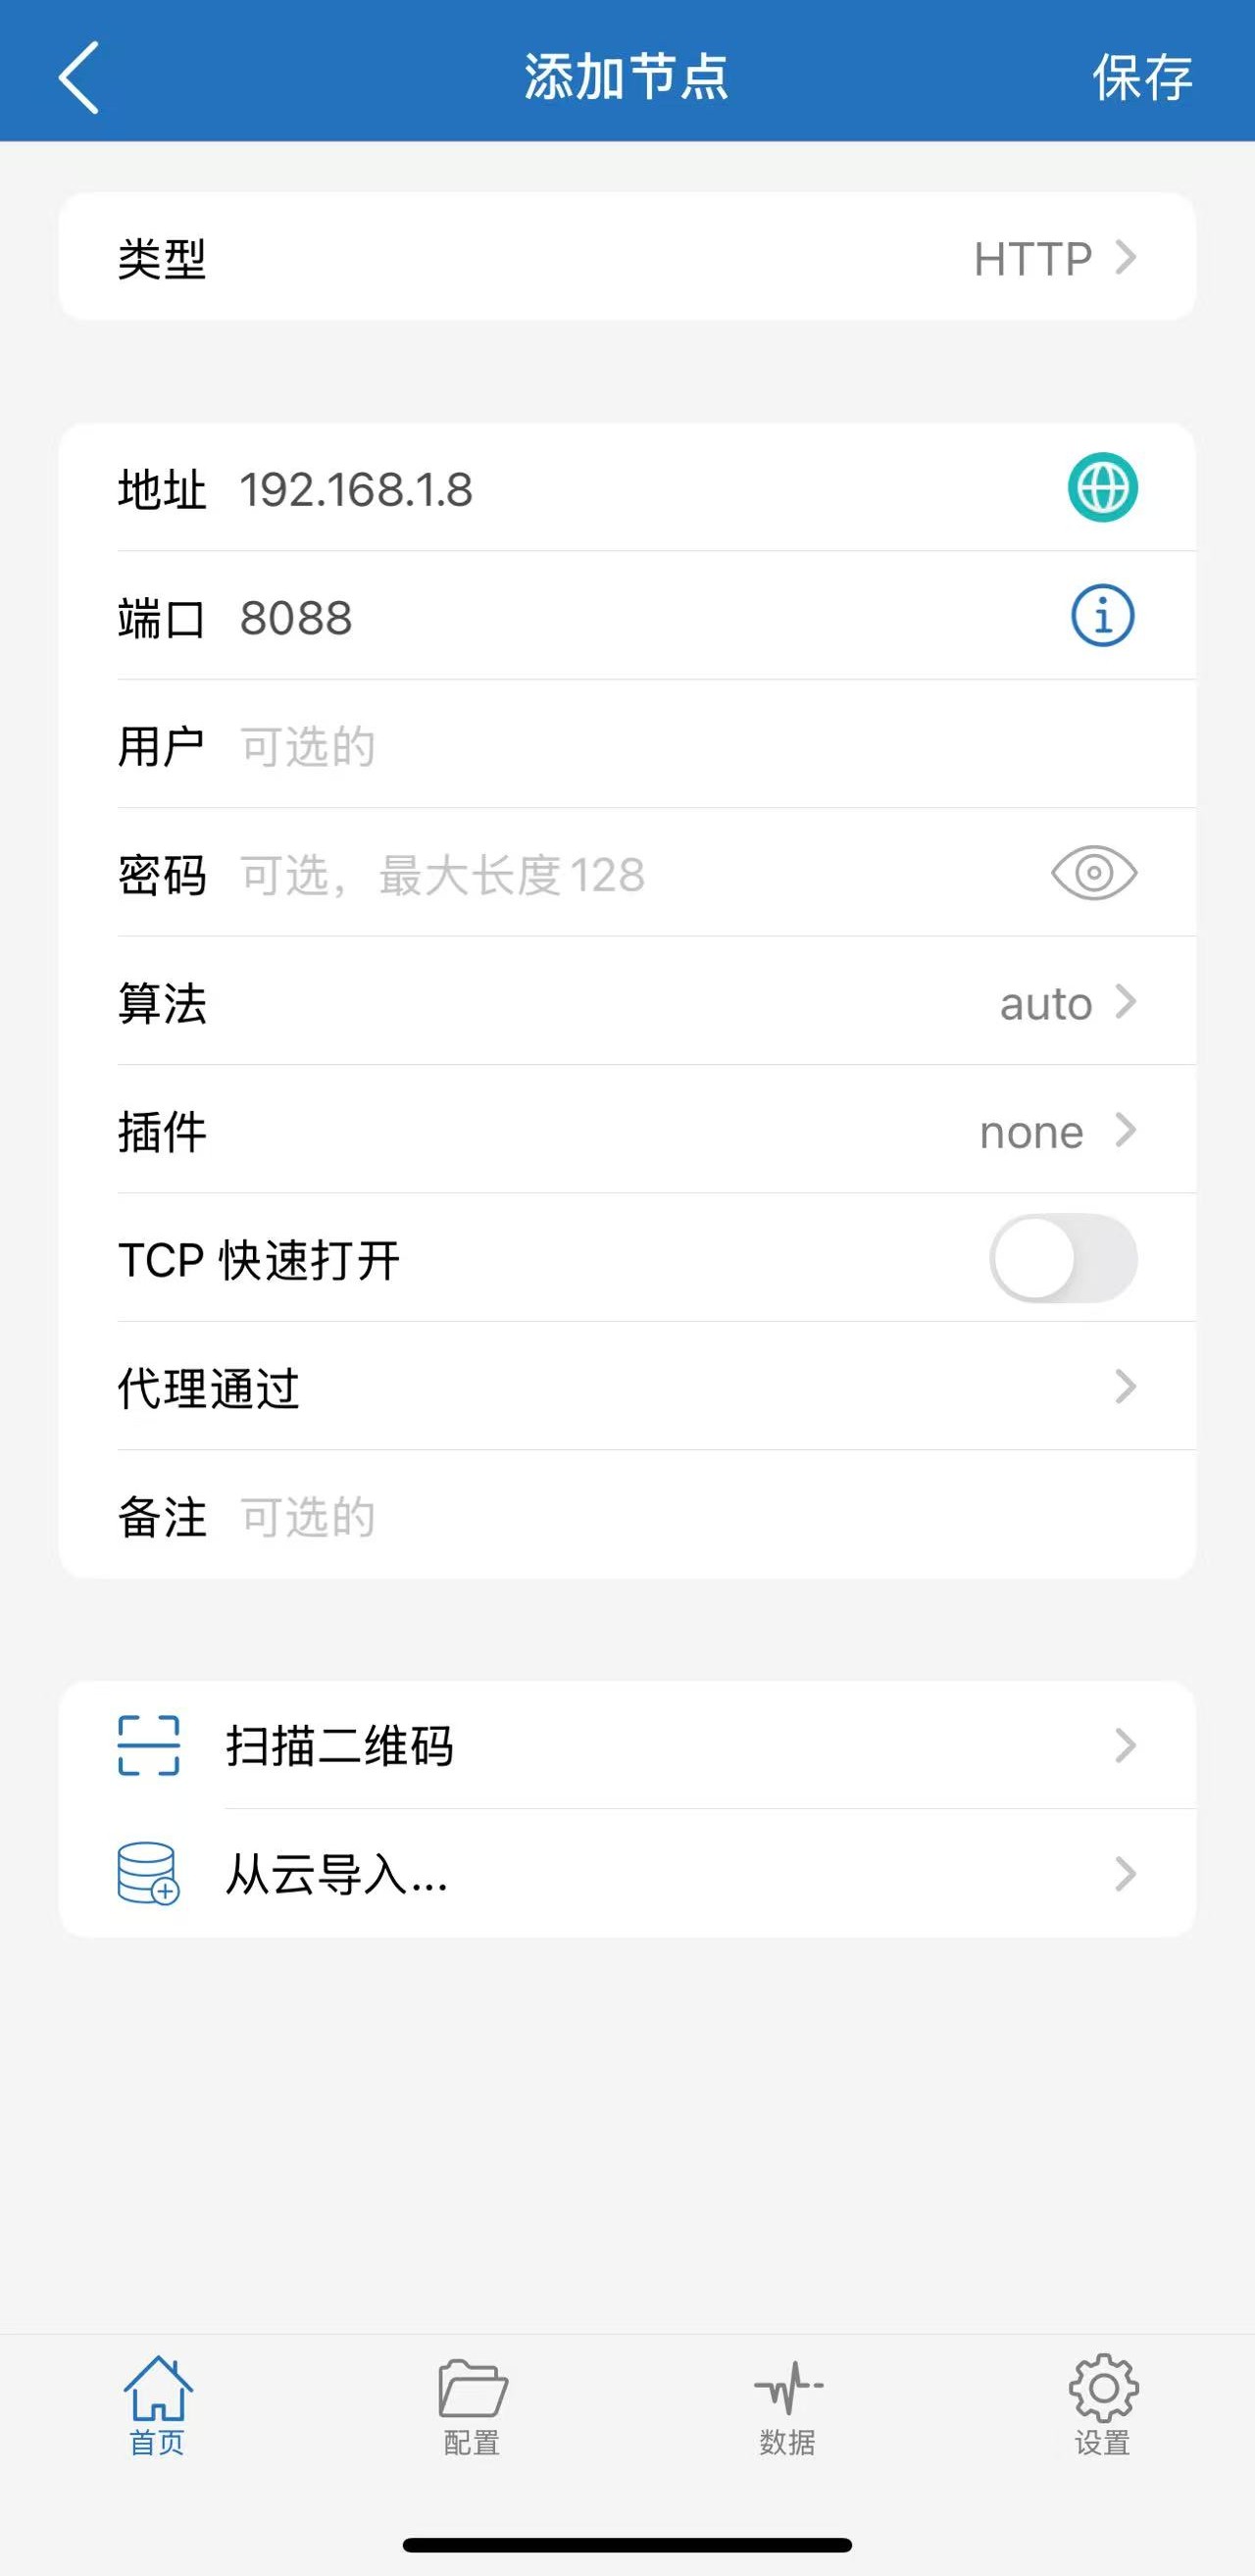 添加节点
保存
类型 HTTP
地址 192.168.1.8
端口 8088
用户 可选的
密码 可选，最大长度128
算法 auto
插件 none
TCP 快速打开
代理通过
备注 可选的
扫描二维码
从云导入...
首页 配置 数据 设置